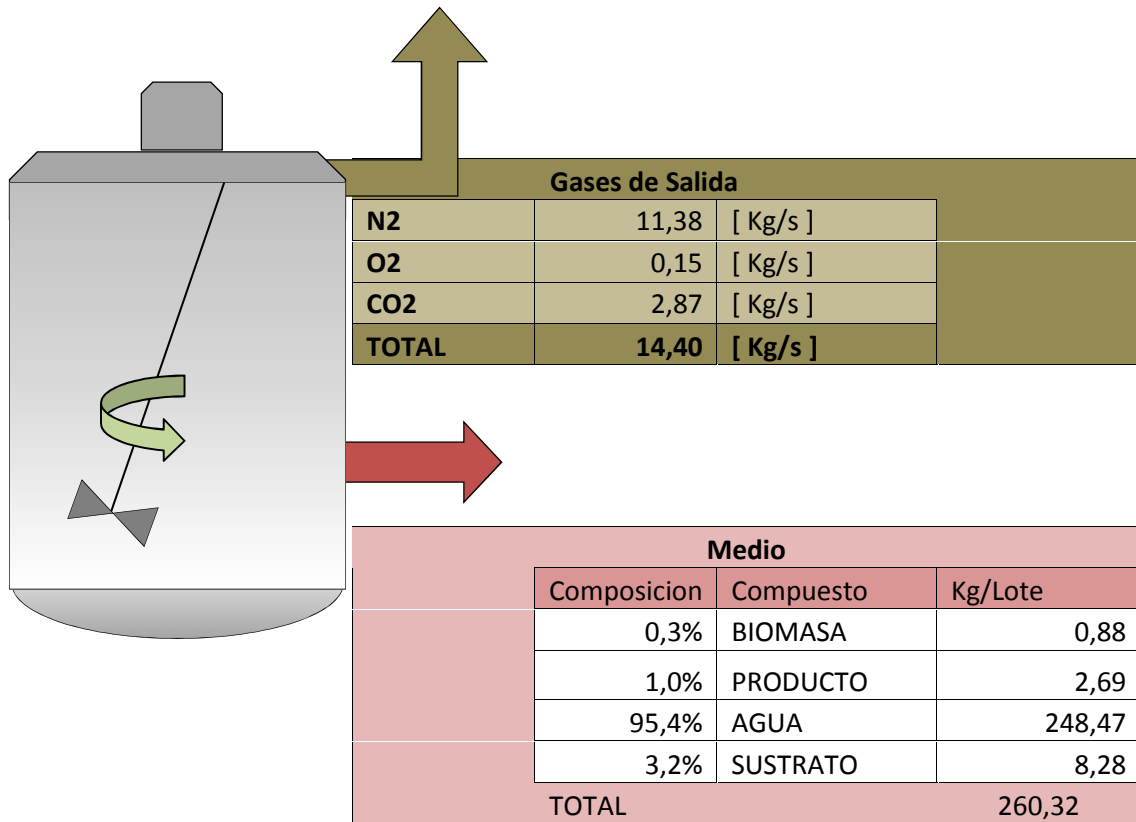 Gases de Salida
N2 11,38 [ Kg/s ]
O2 0,15 [ Kg/s ]
CO2 2,87 [ Kg/s ]
TOTAL 14,40 [ Kg/s ]
Medio
Composicion Compuesto Kg/Lote
0,3% BIOMASA 0,88
1,0% PRODUCTO 2,69
95,4% AGUA 248,47
3,2% SUSTRATO 8,28
TOTAL 260,32